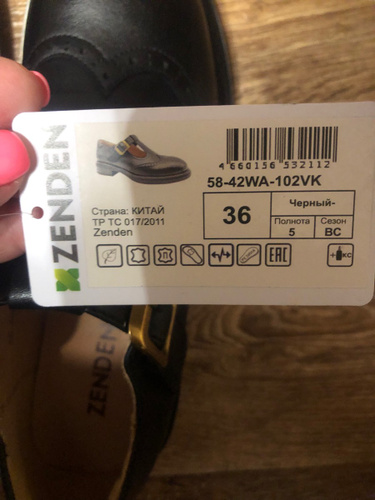 ZENDEN
4 660156 532112
58-42WA-102VK
Страна: КИТАЙ
ТР ТС 017/2011
Zenden
36
Черный-
Полнота
5
Сезон
ВС
EAC
+ КС
ZENDEN